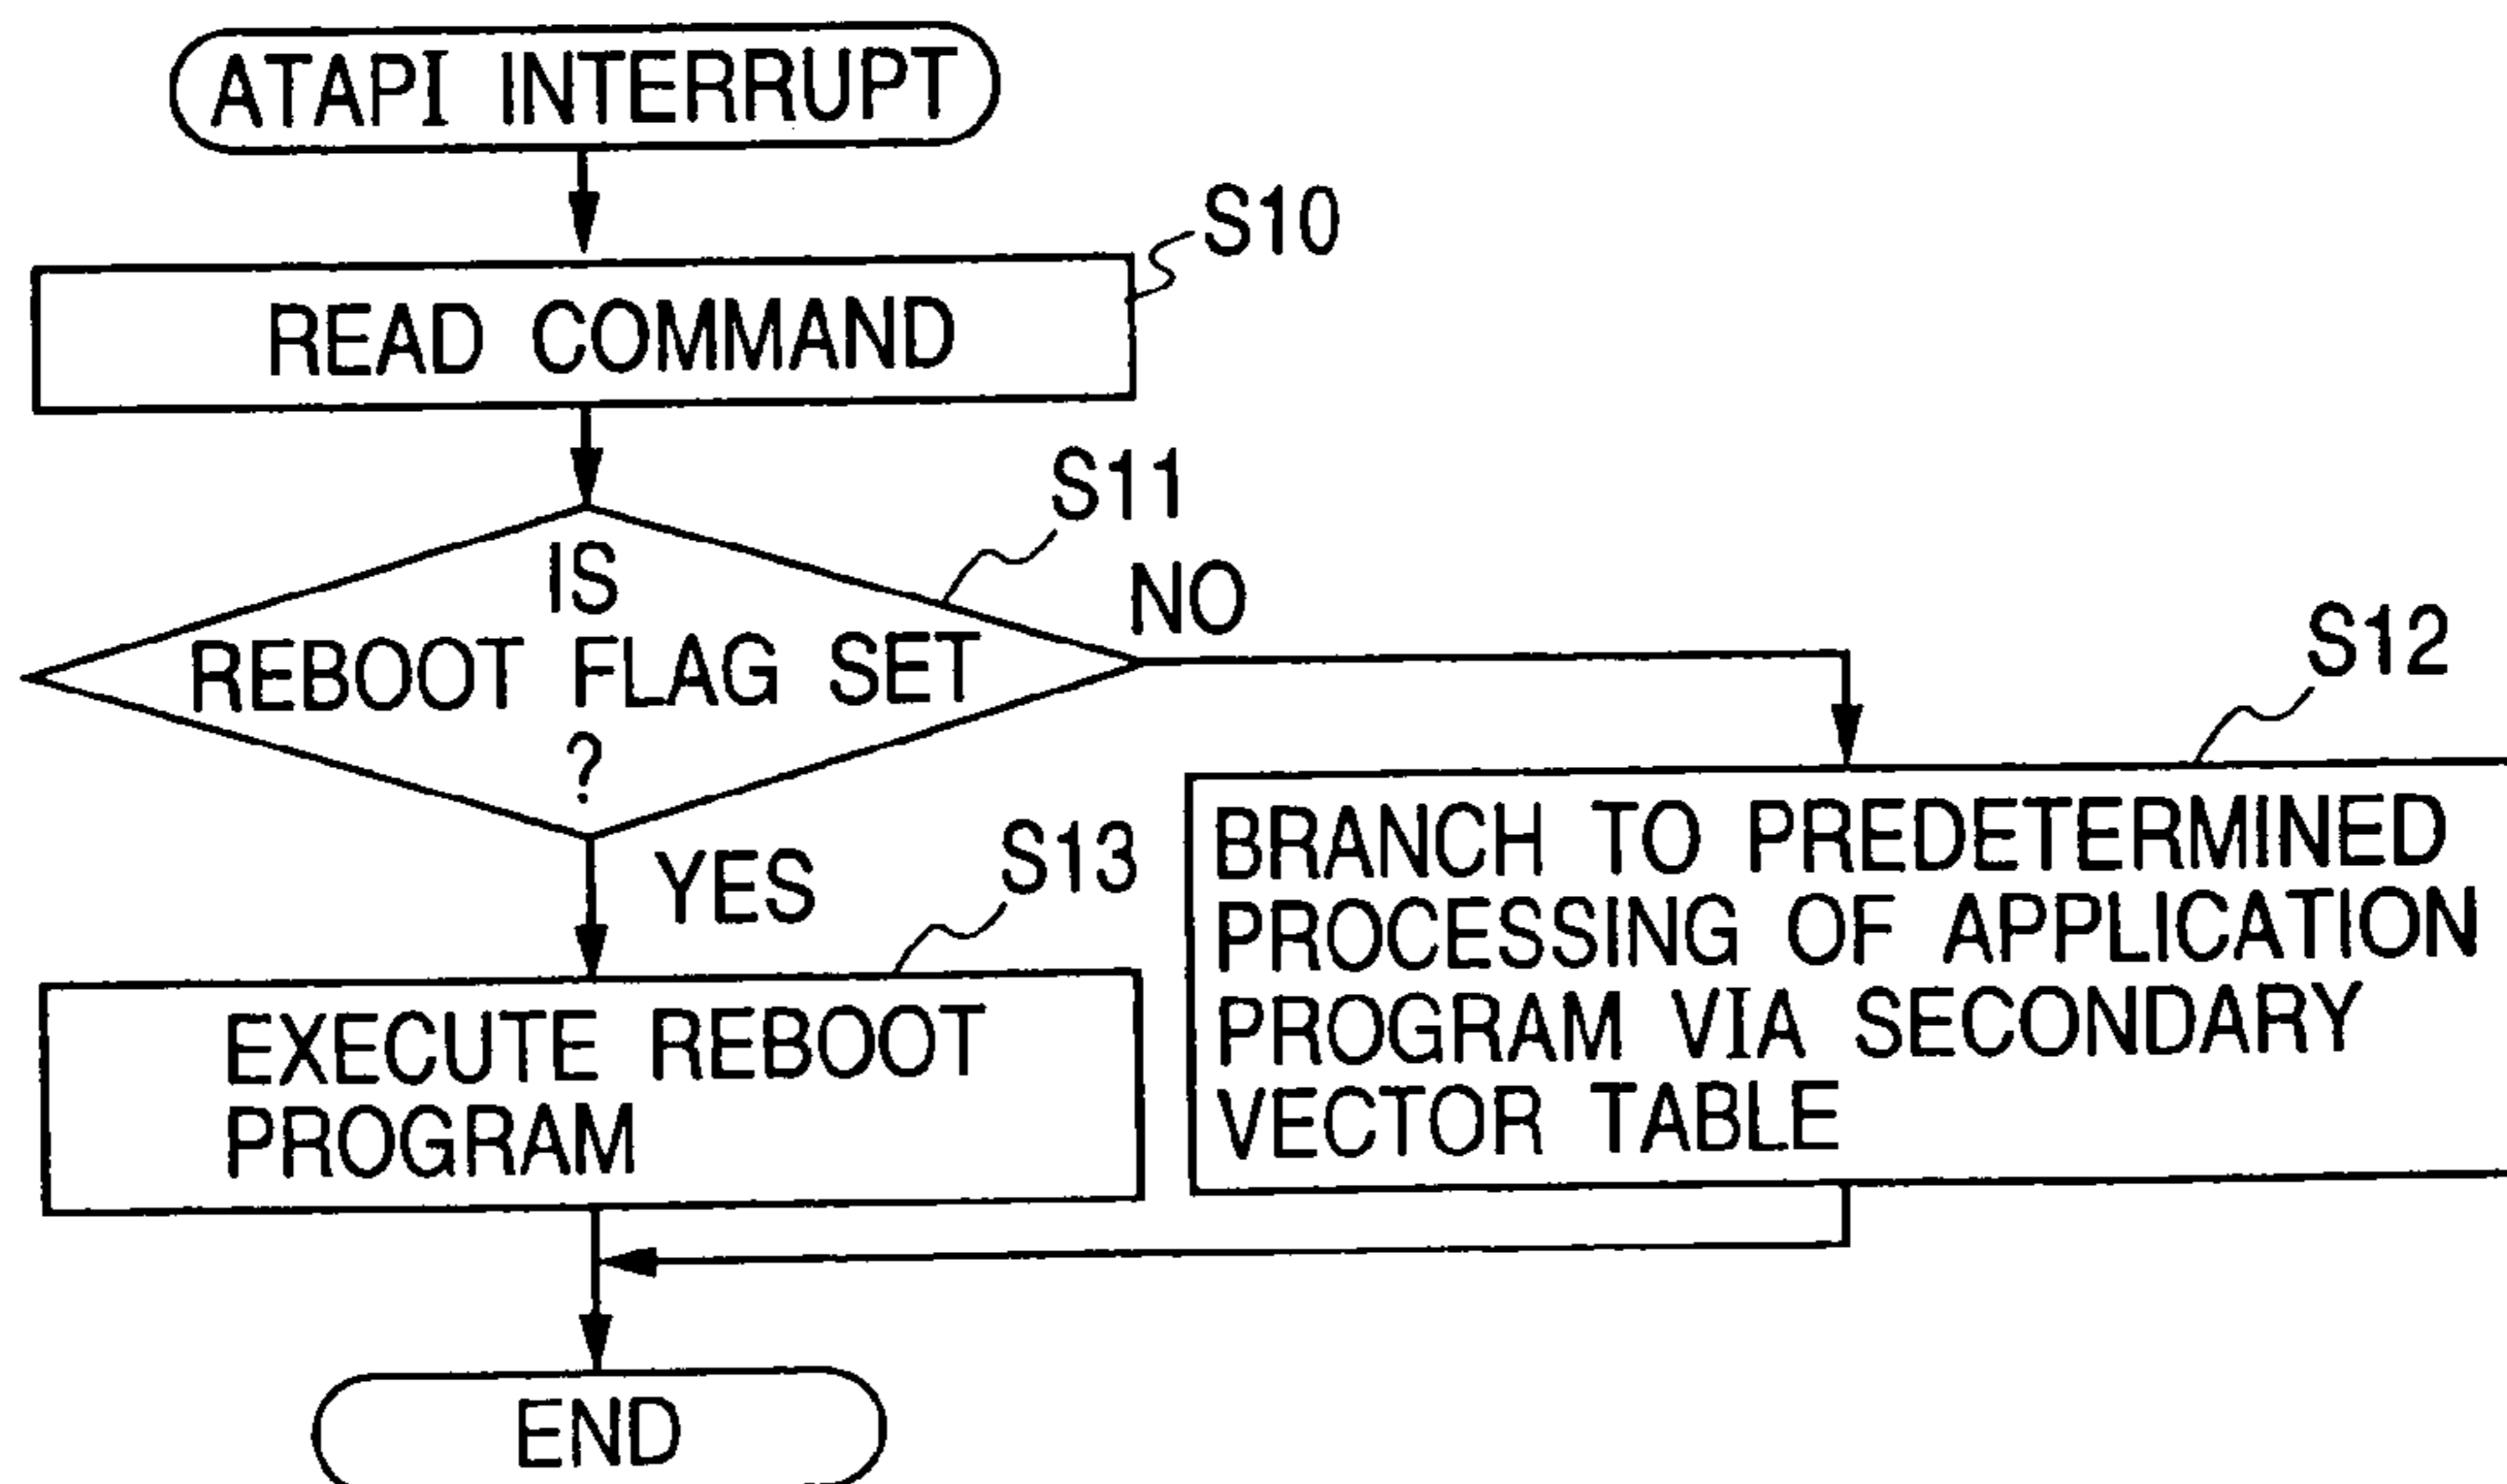 ATAPI INTERRUPT
S10
READ COMMAND
S11
IS
REBOOT FLAG SET
?
NO
S12
BRANCH TO PREDETERMINED
PROCESSING OF APPLICATION
PROGRAM VIA SECONDARY
VECTOR TABLE
YES
S13
EXECUTE REBOOT
PROGRAM
END